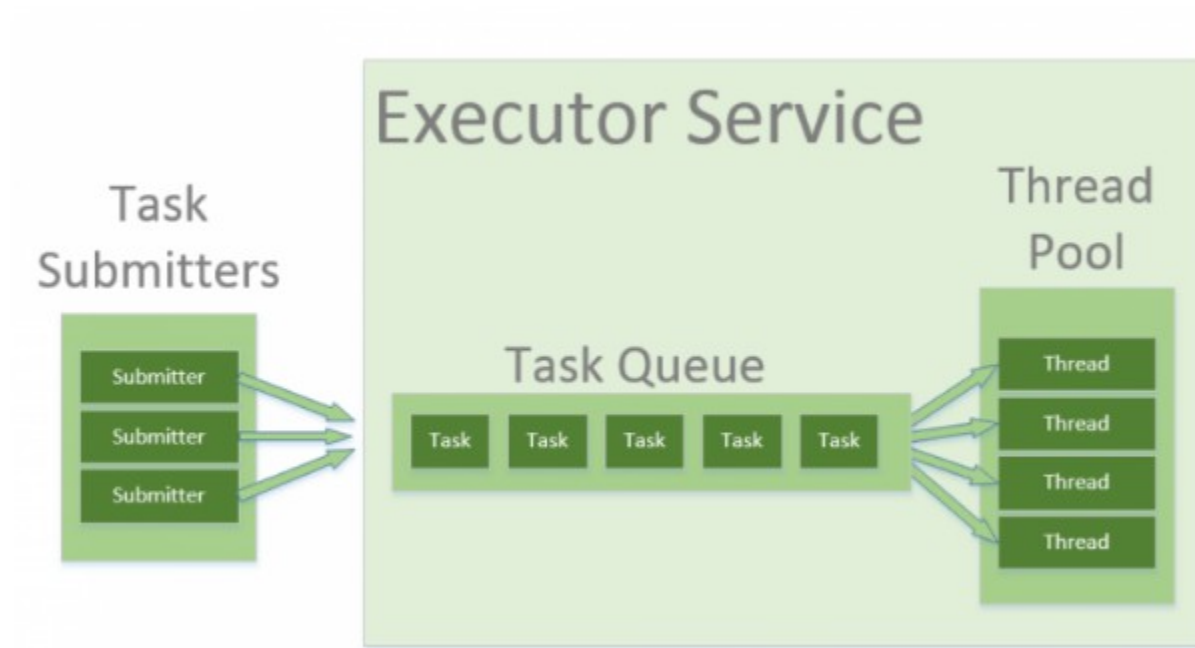 Executor Service
Task
Submitters
Submitter
Submitter
Submitter
Task Queue
Task Task Task Task Task
Thread
Pool
Thread
Thread
Thread
Thread